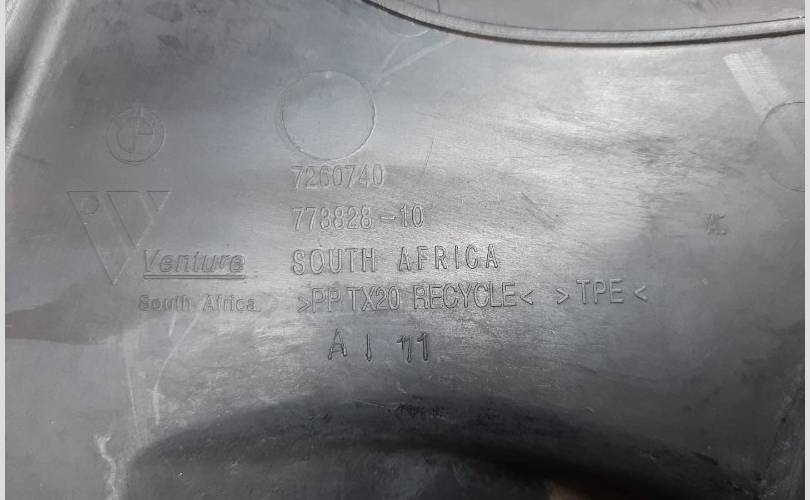 7260740
773828-10
Venture
South Africa
SOUTH AFRICA
>PP TX20 RECYCLE< >TPE<
A ↓ 11